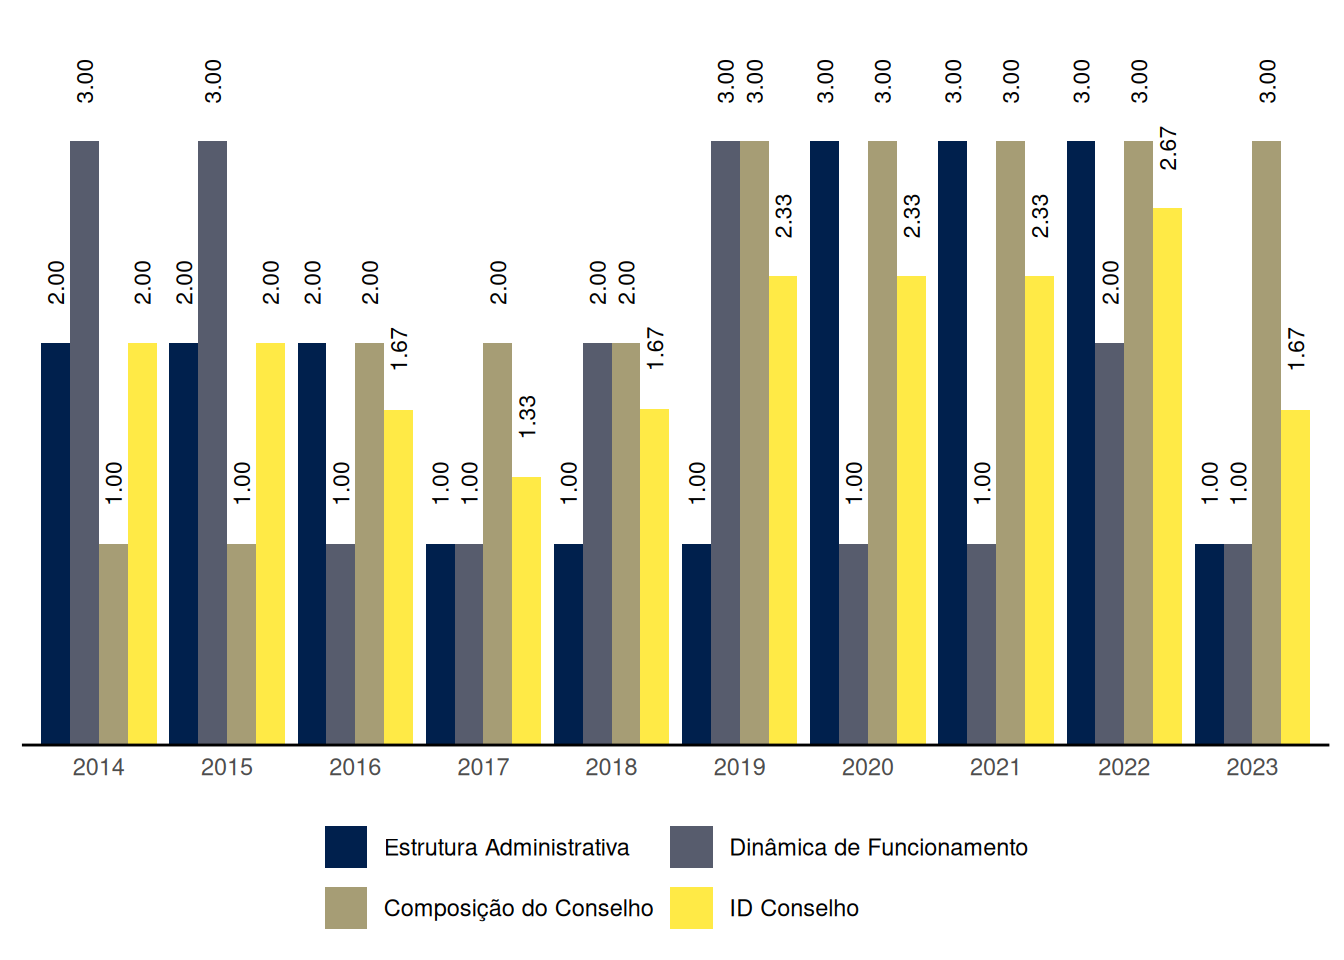 2.00 3.00 1.00 2.00
2.00 3.00 1.00 2.00
2.00 1.00 2.00 1.67
1.00 1.00 2.00 1.33
1.00 2.00 2.00 1.67
1.00 3.00 3.00 2.33
3.00 1.00 3.00 2.33
3.00 1.00 3.00 2.33
3.00 2.00 3.00 2.67
1.00 1.00 3.00 1.67
2014 2015 2016 2017 2018 2019 2020 2021 2022 2023
Estrutura Administrativa Dinâmica de Funcionamento
Composição do Conselho ID Conselho